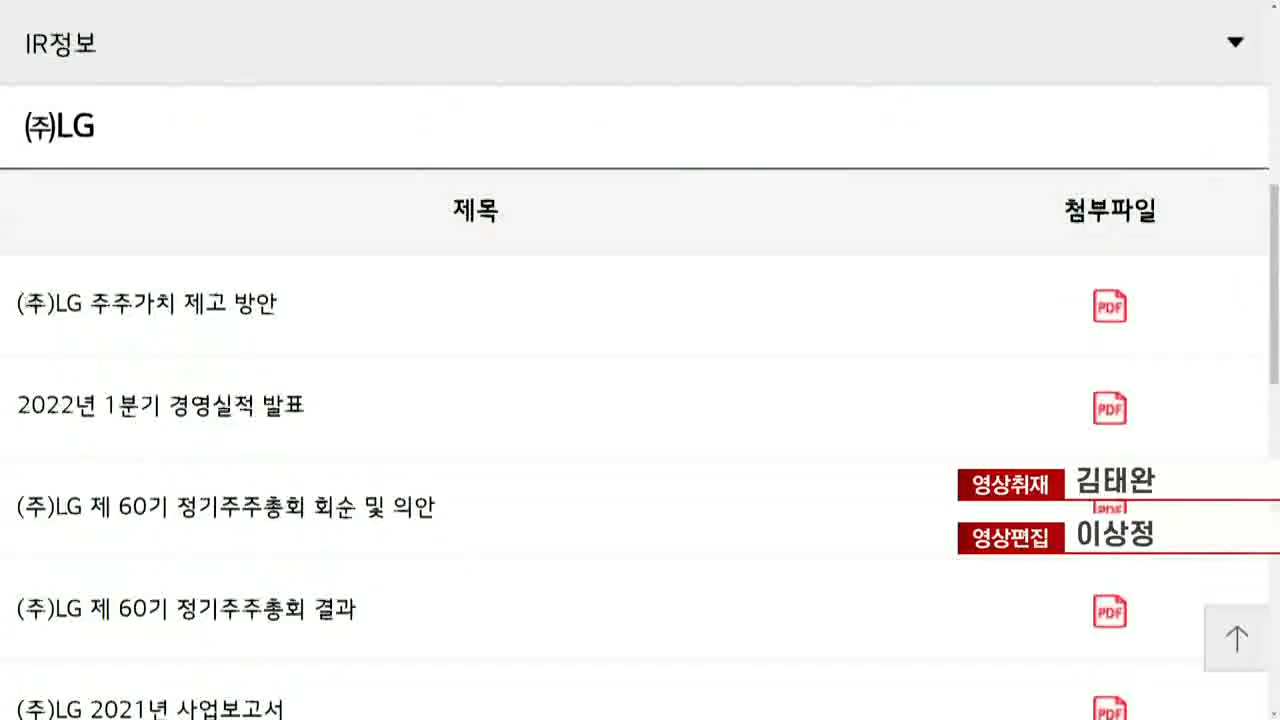 IR정보
㈜LG
제목 첨부파일
(주)LG 주주가치 제고 방안 PDF
2022년 1분기 경영실적 발표 PDF
영상취재 김태완
(주)LG 제 60기 정기주주총회 회순 및 의안 PDF
영상편집 이상정
(주)LG 제 60기 정기주주총회 결과 PDF
(주)LG 2021년 사업보고서 PDF